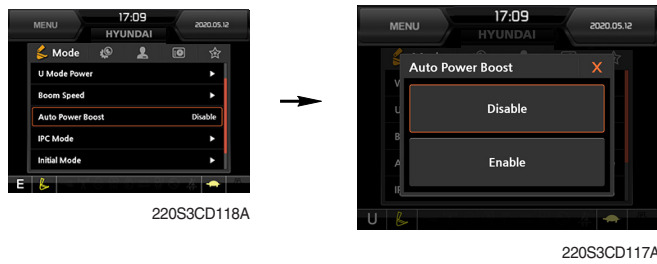 MENU
17:09
2020.05.12
HYUNDAI
Mode
U Mode Power
Boom Speed
Auto Power Boost Disable
IPC Mode
Initial Mode
E
220S3CD118A
MENU
17:09
2020.05.12
HYUNDAI
Auto Power Boost X
Disable
Enable
U
220S3CD117A